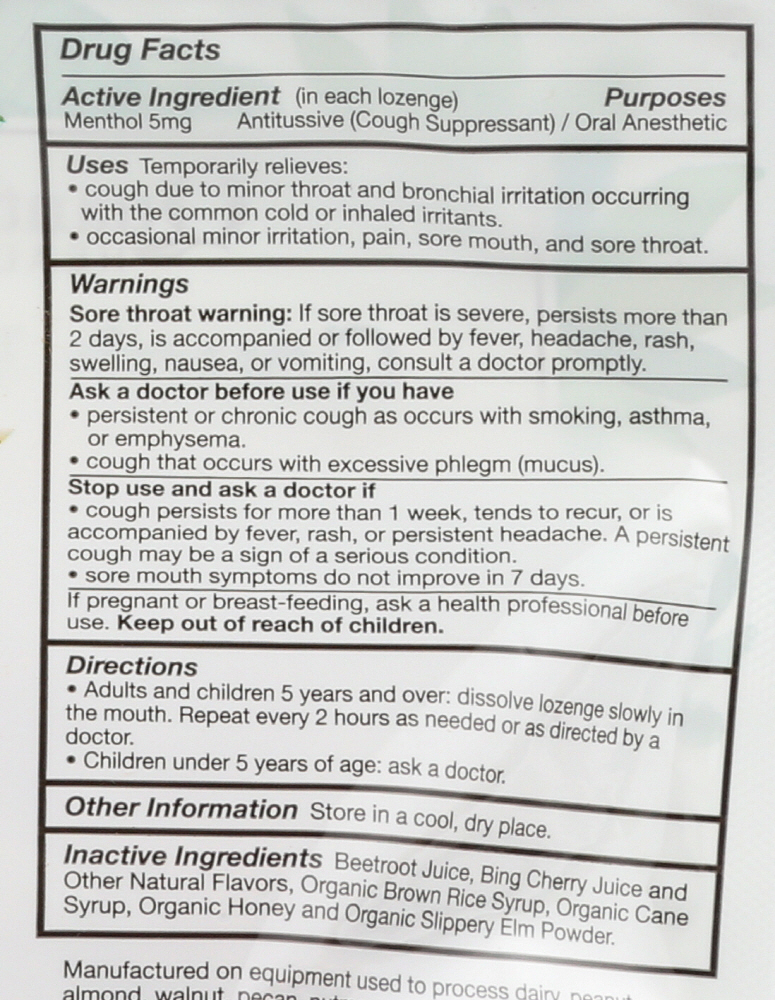 Drug Facts
Active Ingredient (in each lozenge) Purposes
Menthol 5mg Antitussive (Cough Suppressant) / Oral Anesthetic
Uses Temporarily relieves:
• cough due to minor throat and bronchial irritation occurring
with the common cold or inhaled irritants.
• occasional minor irritation, pain, sore mouth, and sore throat.
Warnings
Sore throat warning: If sore throat is severe, persists more than
2 days, is accompanied or followed by fever, headache, rash,
swelling, nausea, or vomiting, consult a doctor promptly.
Ask a doctor before use if you have
• persistent or chronic cough as occurs with smoking, asthma,
or emphysema.
• cough that occurs with excessive phlegm (mucus).
Stop use and ask a doctor if
• cough persists for more than 1 week, tends to recur, or is
accompanied by fever, rash, or persistent headache. A persistent
cough may be a sign of a serious condition.
• sore mouth symptoms do not improve in 7 days.
If pregnant or breast-feeding, ask a health professional before
use. Keep out of reach of children.
Directions
• Adults and children 5 years and over: dissolve lozenge slowly in
the mouth. Repeat every 2 hours as needed or as directed by a
doctor.
• Children under 5 years of age: ask a doctor.
Other Information Store in a cool, dry place.
Inactive Ingredients Beetroot Juice, Bing Cherry Juice and
Other Natural Flavors, Organic Brown Rice Syrup, Organic Cane
Syrup, Organic Honey and Organic Slippery Elm Powder.
Manufactured on equipment used to process dairy, peanut,
almond, walnut, pecan,